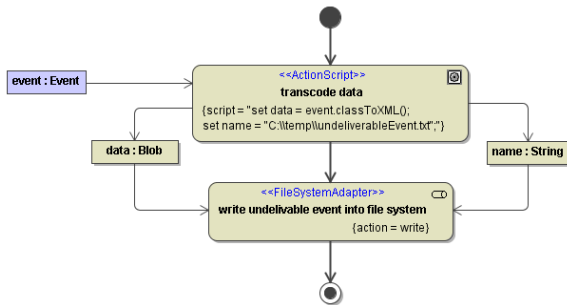 <<ActionScript>>
event : Event
transcode data
{script = "set data = event.classToXML();
set name = "C:\\temp\\undeliverableEvent.txt";"}
data : Blob
name : String
<<FileSystemAdapter>>
write undelivable event into file system
{action = write}